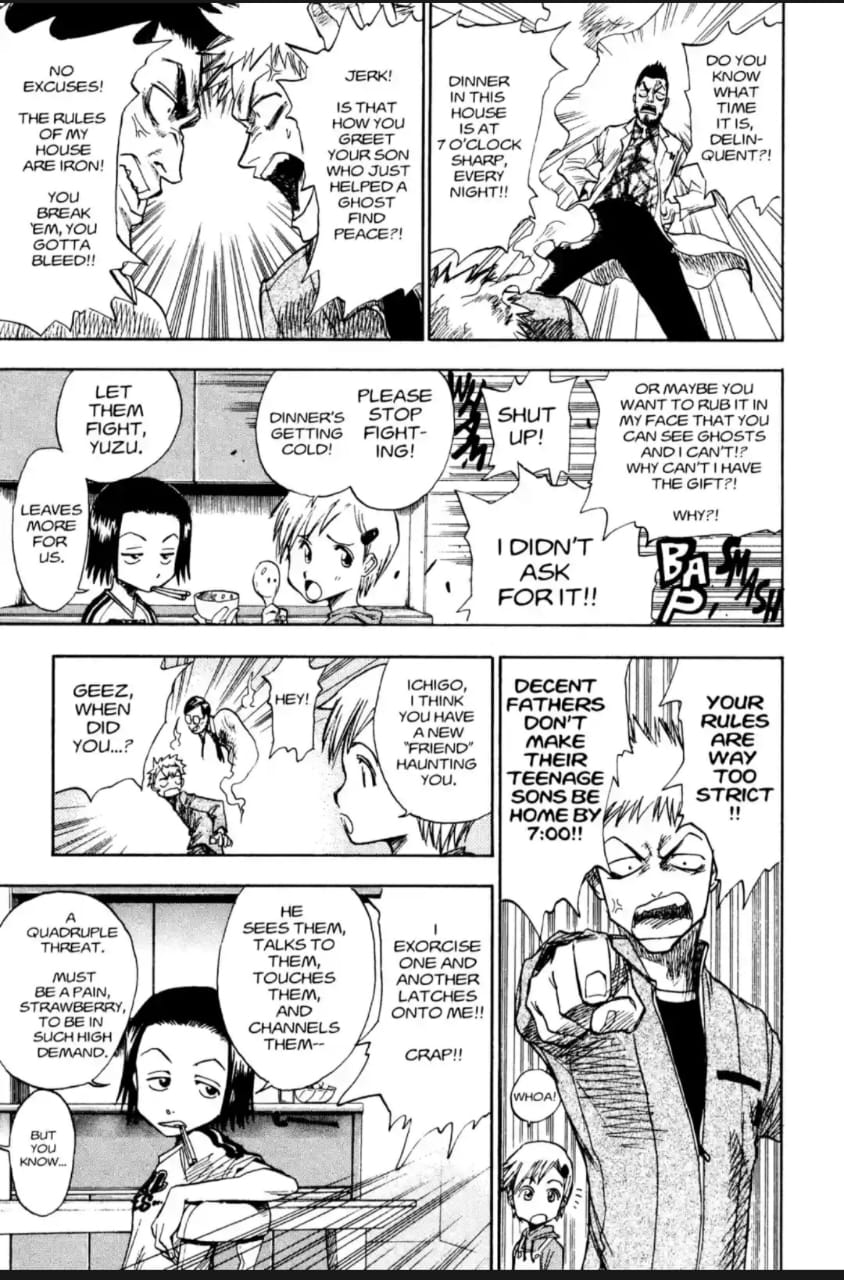 DO YOU
KNOW
WHAT
TIME
IT IS,
DELIN-
QUENT?!
DINNER
IN THIS
HOUSE
IS AT
7 O'CLOCK
SHARP,
EVERY
NIGHT!!
JERK!
IS THAT
HOW YOU
GREET
YOUR SON
WHO JUST
HELPED A
GHOST
FIND
PEACE?!
NO
EXCUSES!
THE RULES
OF MY
HOUSE
ARE IRON!
YOU
BREAK
'EM, YOU
GOTTA
BLEED!!
OR MAYBE YOU
WANT TO RUB IT IN
MY FACE THAT YOU
CAN SEE GHOSTS
AND I CAN'T!?
WHY CAN'T I HAVE
THE GIFT?!
WHY?!
SMASH
BAP,
SHUT
UP!
I DIDN'T
ASK
FOR IT!!
WHAM
PLEASE
STOP
FIGHT-
ING!
DINNER'S
GETTING
COLD!
LET
THEM
FIGHT,
YUZU.
LEAVES
MORE
FOR
US.
YOUR
RULES
ARE
WAY
TOO
STRICT
!!
DECENT
FATHERS
DON'T
MAKE
THEIR
TEENAGE
SONS BE
HOME BY
7:00!!
WHOA!
ICHIGO,
I THINK
YOU HAVE
A NEW
"FRIEND"
HAUNTING
YOU.
HEY!
GEEZ,
WHEN
DID
YOU...?
I
EXORCISE
ONE AND
ANOTHER
LATCHES
ONTO ME!!
CRAP!!
HE
SEES THEM,
TALKS TO
THEM,
TOUCHES
THEM,
AND
CHANNELS
THEM--
A
QUADRUPLE
THREAT.
MUST
BE A PAIN,
STRAWBERRY,
TO BE IN
SUCH HIGH
DEMAND.
BUT
YOU
KNOW...